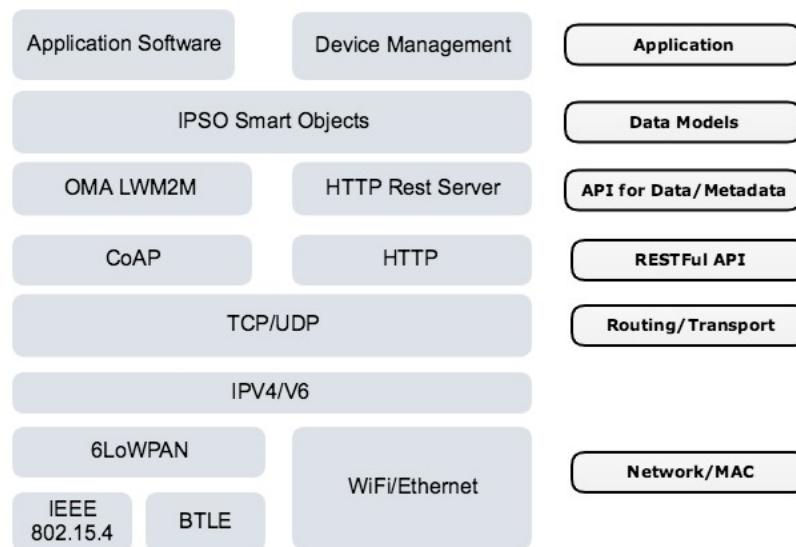 Application Software
Device Management
Application
IPSO Smart Objects
Data Models
OMA LWM2M
HTTP Rest Server
API for Data/Metadata
CoAP
HTTP
RESTFul API
TCP/UDP
Routing/Transport
IPV4/V6
6LoWPAN
WiFi/Ethernet
Network/MAC
IEEE
802.15.4
BTLE